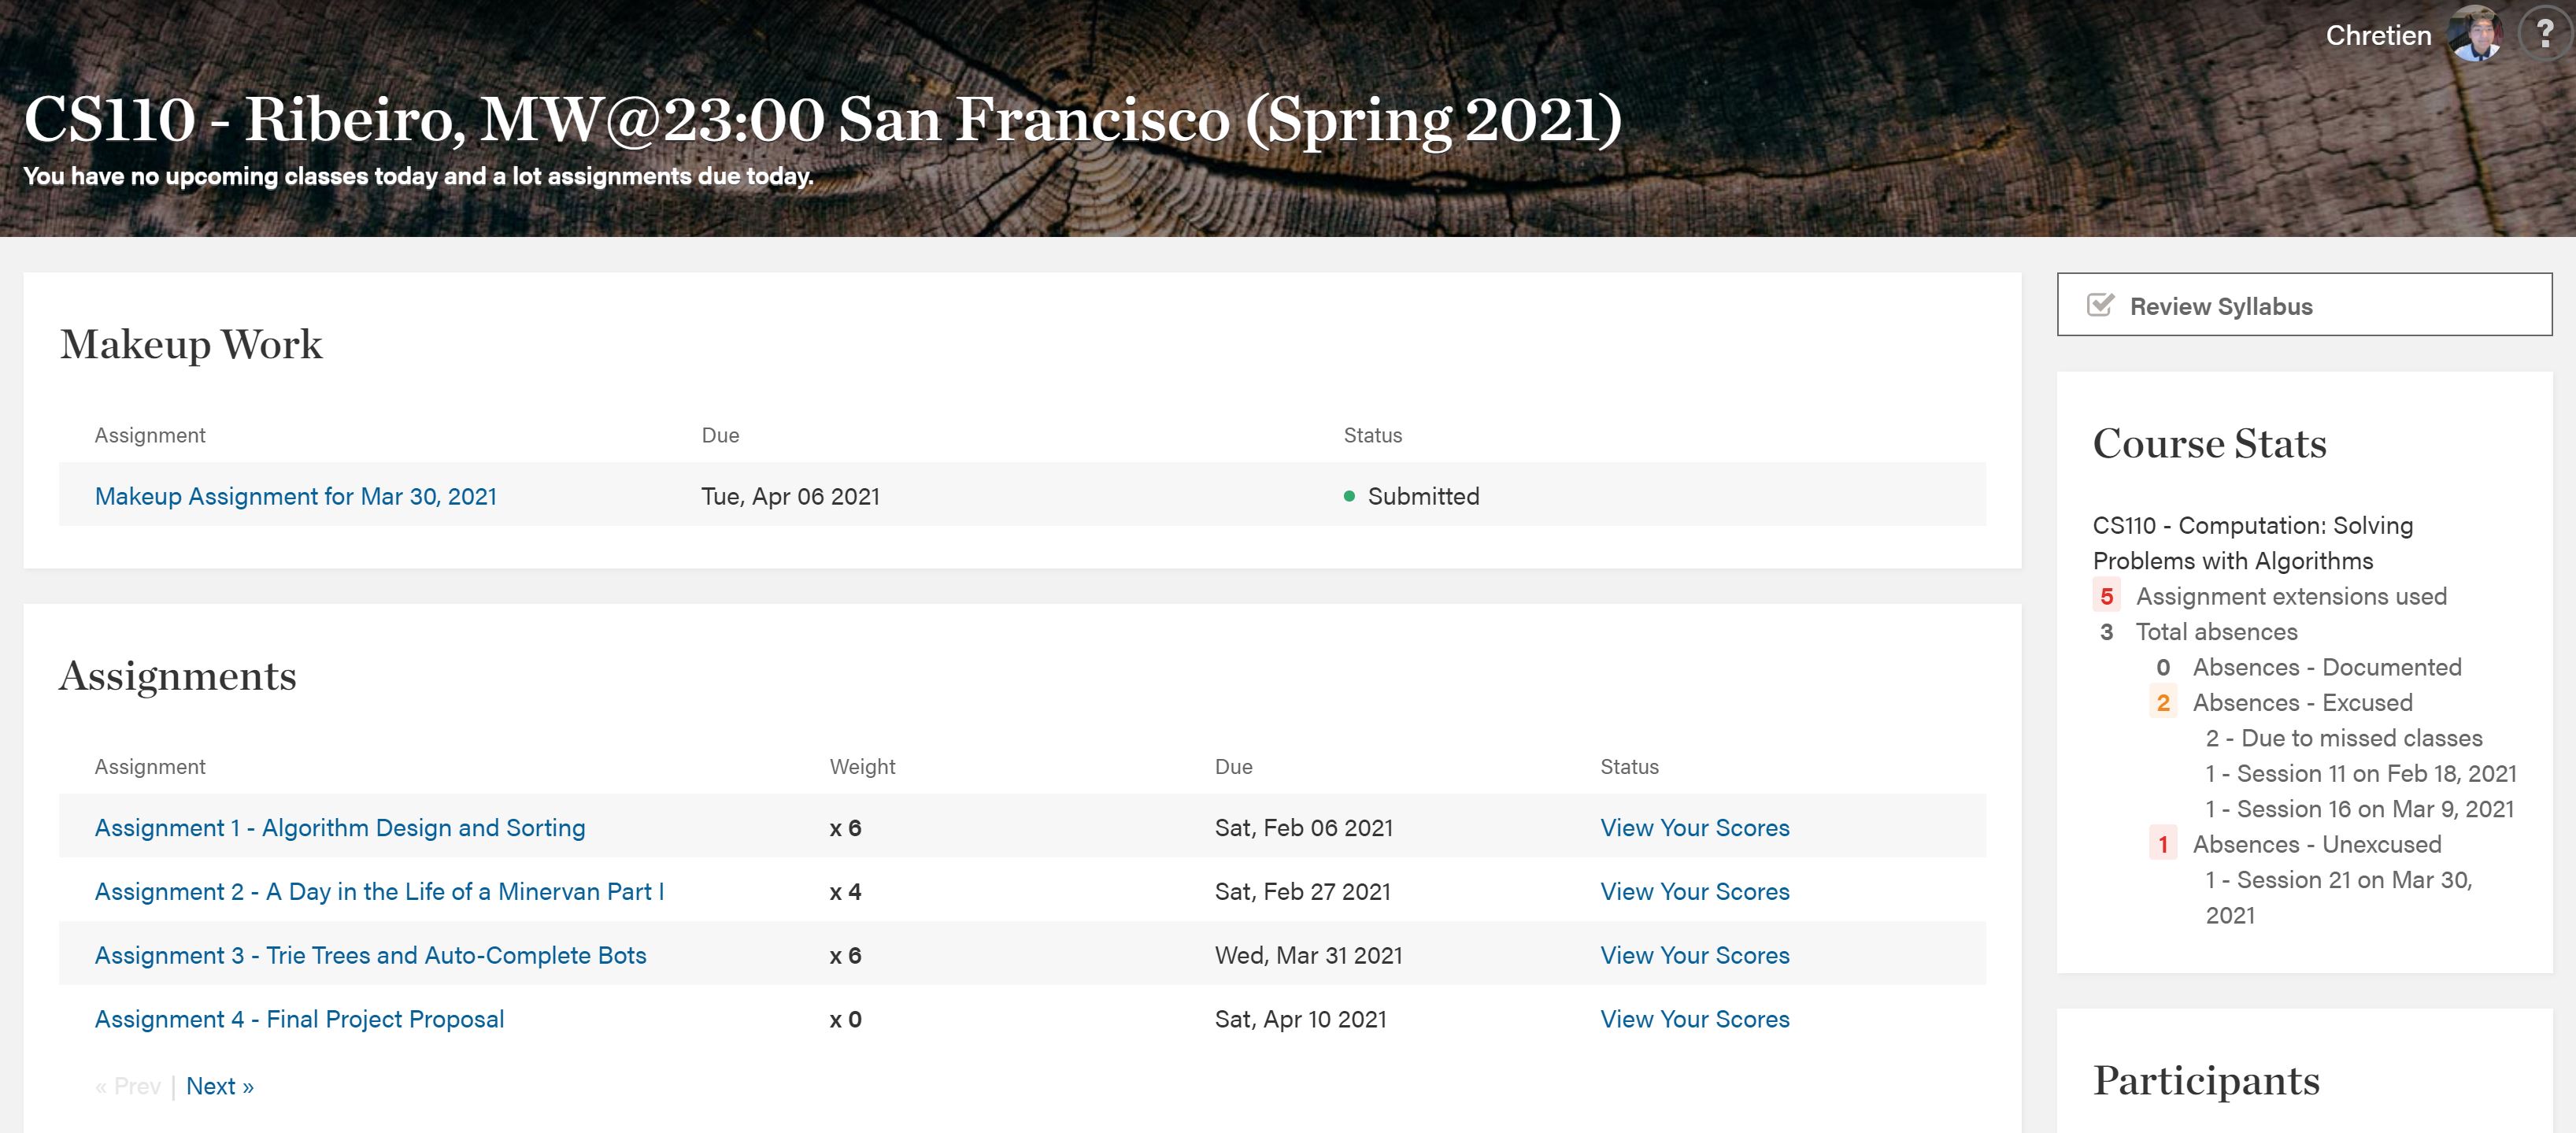 Chretien
?
CS110 - Ribeiro, MW@23:00 San Francisco (Spring 2021)
You have no upcoming classes today and a lot assignments due today.
Makeup Work
Assignment Due Status
Makeup Assignment for Mar 30, 2021 Tue, Apr 06 2021 Submitted
Assignments
Assignment Weight Due Status
Assignment 1 - Algorithm Design and Sorting x 6 Sat, Feb 06 2021 View Your Scores
Assignment 2 - A Day in the Life of a Minervan Part I x 4 Sat, Feb 27 2021 View Your Scores
Assignment 3 - Trie Trees and Auto-Complete Bots x 6 Wed, Mar 31 2021 View Your Scores
Assignment 4 - Final Project Proposal x 0 Sat, Apr 10 2021 View Your Scores
« Prev | Next »
Review Syllabus
Course Stats
CS110 - Computation: Solving
Problems with Algorithms
5 Assignment extensions used
3 Total absences
0 Absences - Documented
2 Absences - Excused
2 - Due to missed classes
1 - Session 11 on Feb 18, 2021
1 - Session 16 on Mar 9, 2021
1 Absences - Unexcused
1 - Session 21 on Mar 30,
2021
Participants